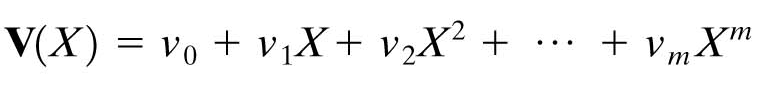 V(X) = v₀ + v₁X + v₂X² + ⋯ + vₘXᵐ